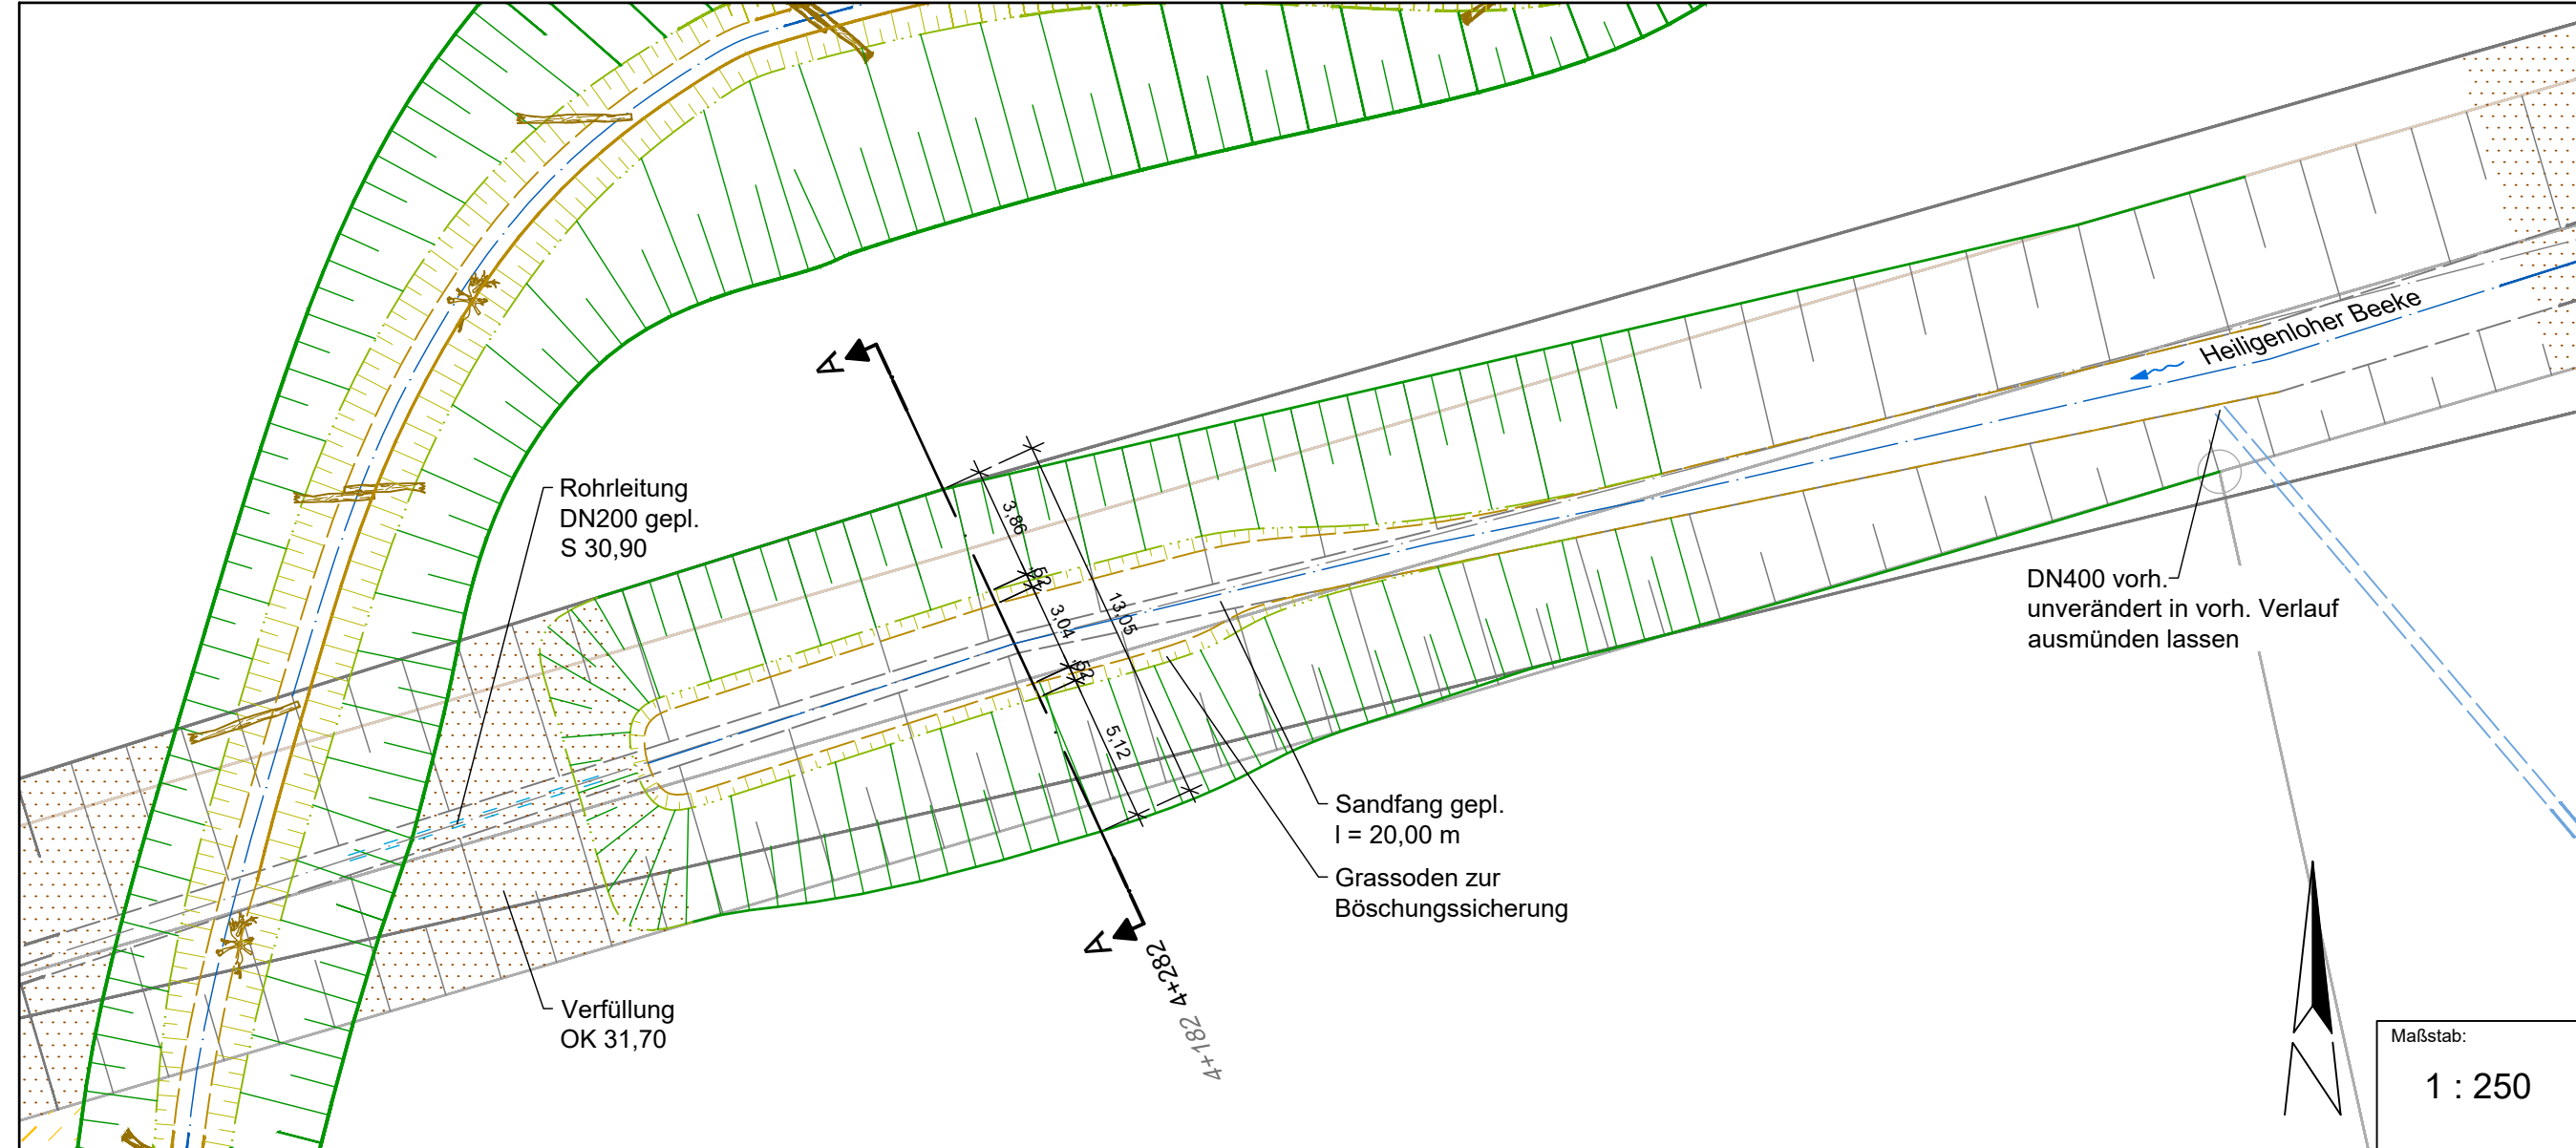 Heiligenloher Beeke
A
Rohrleitung
DN200 gepl.
S 30,90
3,86
,52
3,04
13,05
,52
5,12
DN400 vorh.
unverändert in vorh. Verlauf
ausmünden lassen
Sandfang gepl.
l = 20,00 m
Grassoden zur
Böschungssicherung
A
4+282
4+182
Verfüllung
OK 31,70
Maßstab:
1 : 250